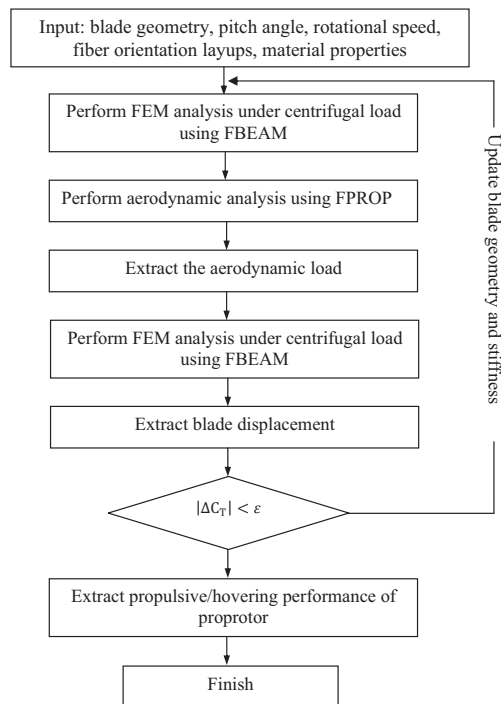 Input: blade geometry, pitch angle, rotational speed,
fiber orientation layups, material properties
Perform FEM analysis under centrifugal load
using FBEAM
Perform aerodynamic analysis using FPROP
Extract the aerodynamic load
Perform FEM analysis under centrifugal load
using FBEAM
Extract blade displacement
|ΔC_T| < ε
Extract propulsive/hovering performance of
proprotor
Finish
Update blade geometry and stiffness